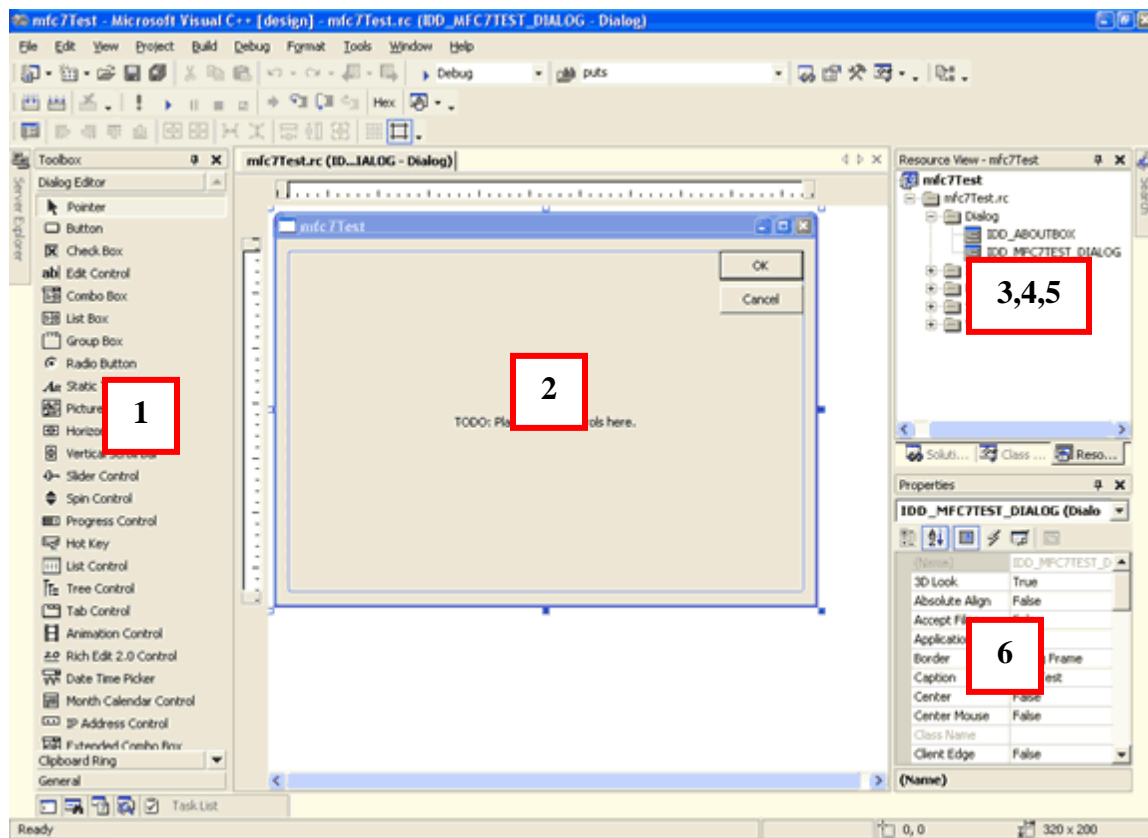 mfc7Test - Microsoft Visual C++ [design] - mfc7Test.rc (IDD_MFC7TEST_DIALOG - Dialog)
File Edit View Project Build Debug Format Tools Window Help
Debug puts
Hex
Server Explorer
Toolbox
Dialog Editor
Pointer
Button
Check Box
Edit Control
Combo Box
List Box
Group Box
Radio Button
Static
Picture
Vertical Scroll Bar
Slider Control
Spin Control
Progress Control
Hot Key
List Control
Tree Control
Tab Control
Animation Control
Rich Edit 2.0 Control
Date Time Picker
Month Calendar Control
IP Address Control
Extended Combo Box
Clipboard Ring
General
1
mfc7Test.rc (ID...IALOG - Dialog)
mfc7Test
OK
Cancel
2
TODO: Pla ols here.
Resource View - mfc7Test
mfc7Test
mfc7Test.rc
Dialog
IDD_ABOUTBOX
IDD_MFC7TEST_DIALOG
3,4,5
Soluti... Class ... Reso...
Search
Properties
IDD_MFC7TEST_DIALOG (Dialo
(Name) IDD_MFC7TEST_D
3D Look True
Absolute Align False
Accept
Application
Border Frame
Caption est
Center False
Center Mouse False
Class Name
Client Edge False
6
(Name)
Task List
Ready 0, 0 320 x 200